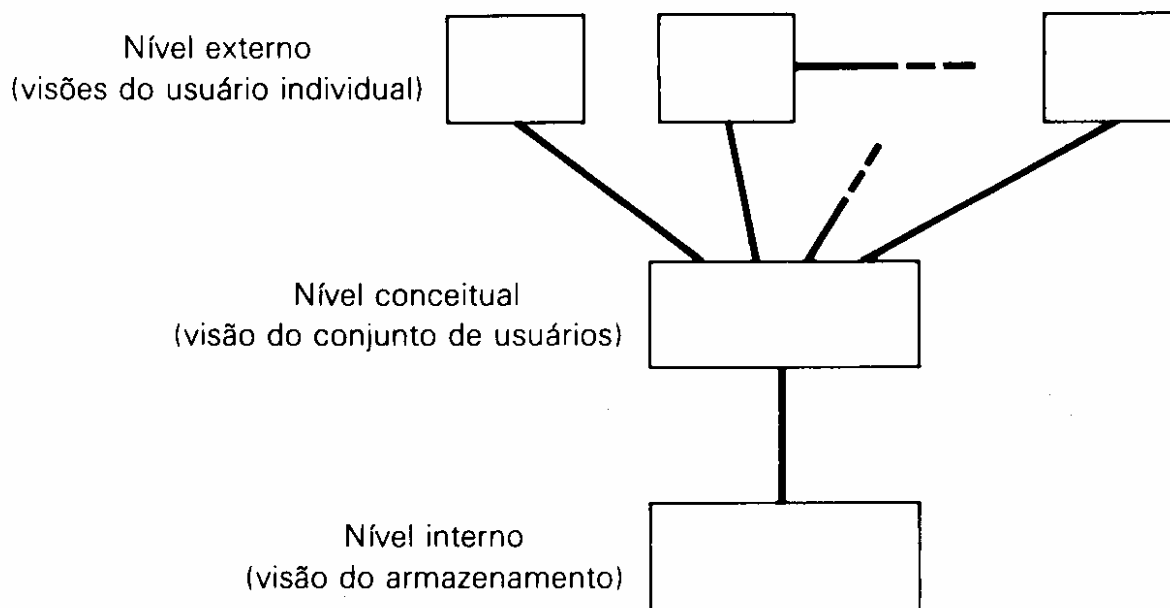 Nível externo
(visões do usuário individual)
Nível conceitual
(visão do conjunto de usuários)
Nível interno
(visão do armazenamento)